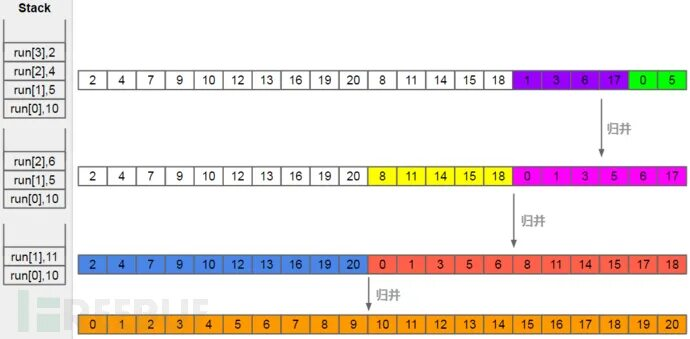 Stack
run[3],2
run[2],4
run[1],5
run[0],10
2 4 7 9 10 12 13 16 19 20 8 11 14 15 18 1 3 6 17 0 5
归并
run[2],6
run[1],5
run[0],10
2 4 7 9 10 12 13 16 19 20 8 11 14 15 18 0 1 3 5 6 17
归并
run[1],11
run[0],10
2 4 7 9 10 12 13 16 19 20 0 1 3 5 6 8 11 14 15 17 18
归并
0 1 2 3 4 5 6 7 8 9 10 11 12 13 14 15 16 17 18 19 20